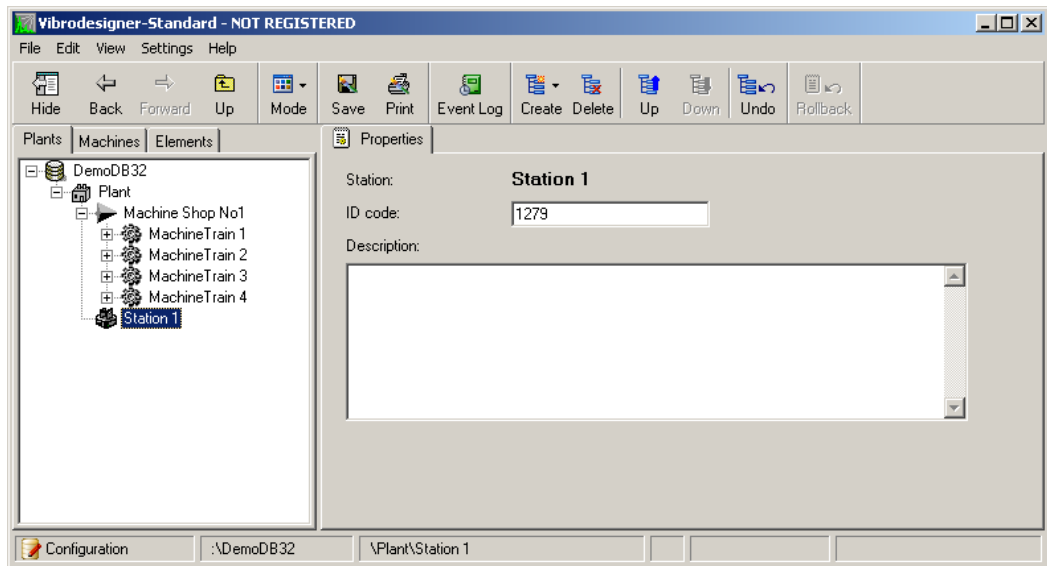 Vibrodesigner-Standard - NOT REGISTERED
File Edit View Settings Help
Hide Back Forward Up Mode Save Print Event Log Create Delete Up Down Undo Rollback
Plants Machines Elements
Properties
DemoDB32
Plant
Machine Shop No1
MachineTrain 1
MachineTrain 2
MachineTrain 3
MachineTrain 4
Station 1
Station: Station 1
ID code: 1279
Description:
Configuration :\DemoDB32 \Plant\Station 1